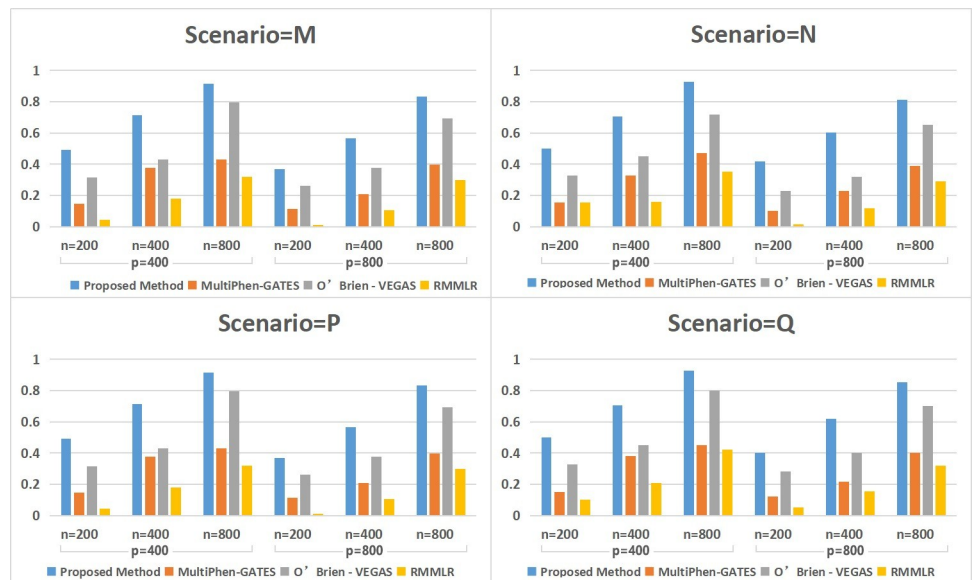 Scenario=M
1
0.8
0.6
0.4
0.2
0
n=200 n=400 n=800 n=200 n=400 n=800
p=400 p=800
Proposed Method MultiPhen-GATES O’ Brien - VEGAS RMMLR
Scenario=N
1
0.8
0.6
0.4
0.2
0
n=200 n=400 n=800 n=200 n=400 n=800
p=400 p=800
Proposed Method MultiPhen-GATES O’ Brien - VEGAS RMMLR
Scenario=P
1
0.8
0.6
0.4
0.2
0
n=200 n=400 n=800 n=200 n=400 n=800
p=400 p=800
Proposed Method MultiPhen-GATES O’ Brien - VEGAS RMMLR
Scenario=Q
1
0.8
0.6
0.4
0.2
0
n=200 n=400 n=800 n=200 n=400 n=800
p=400 p=800
Proposed Method MultiPhen-GATES O’ Brien - VEGAS RMMLR